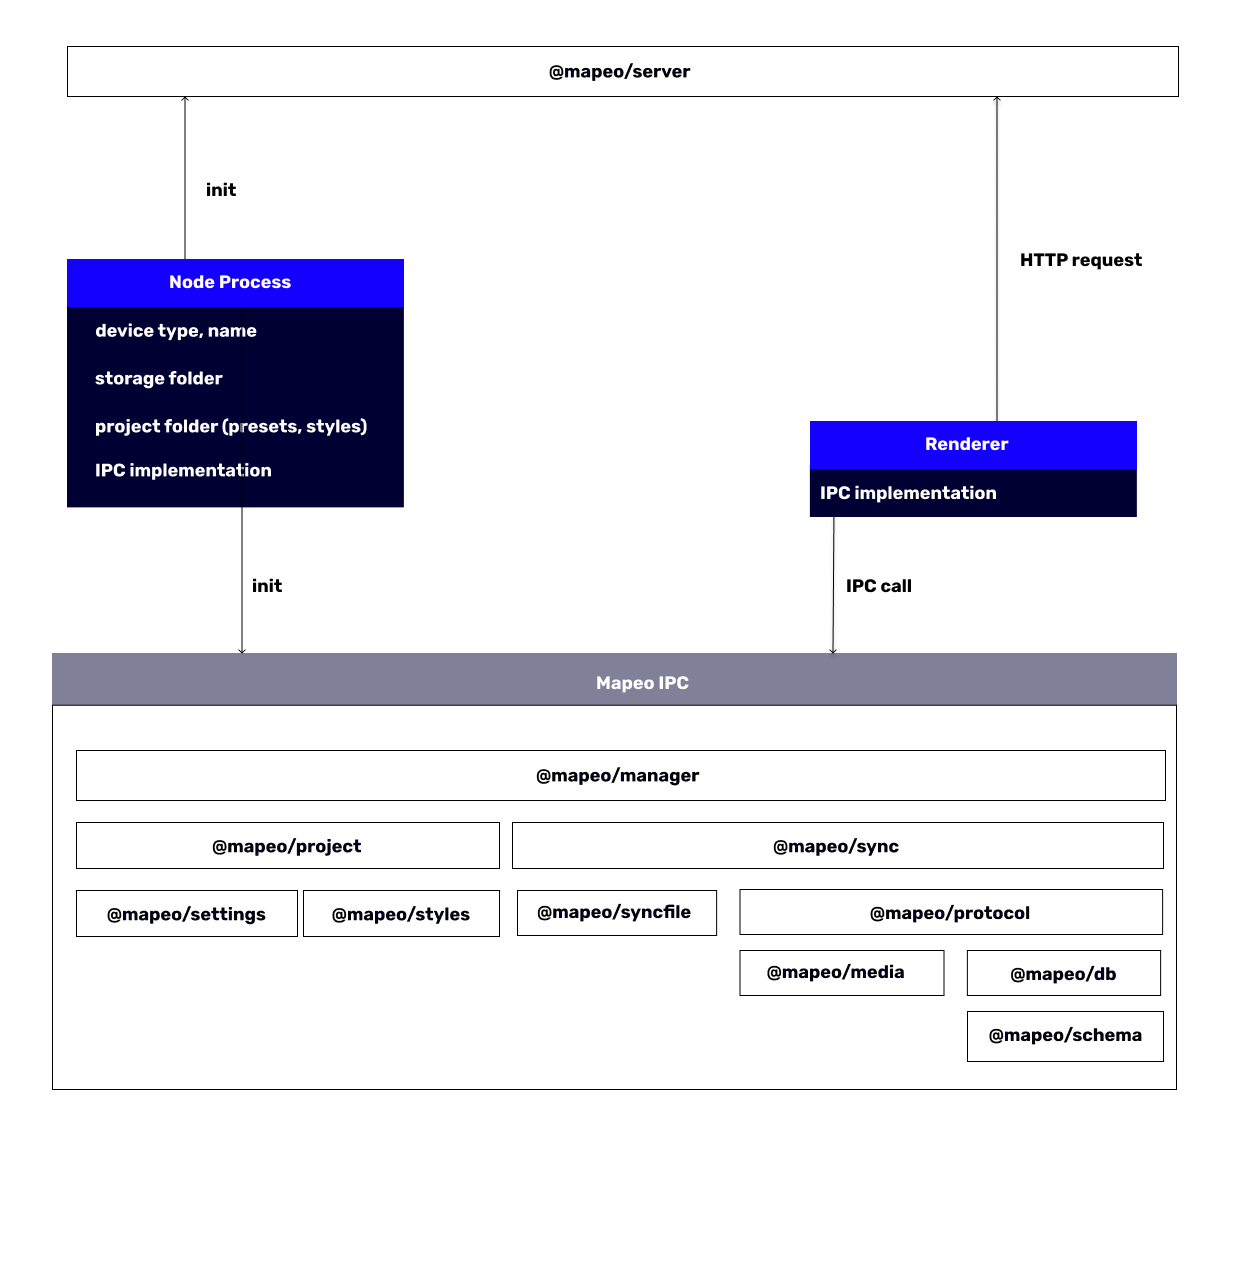 @mapeo/server
init
HTTP request
Node Process
device type, name
storage folder
project folder (presets, styles)
IPC implementation
Renderer
IPC implementation
init
IPC call
Mapeo IPC
@mapeo/manager
@mapeo/project
@mapeo/sync
@mapeo/settings
@mapeo/styles
@mapeo/syncfile
@mapeo/protocol
@mapeo/media
@mapeo/db
@mapeo/schema